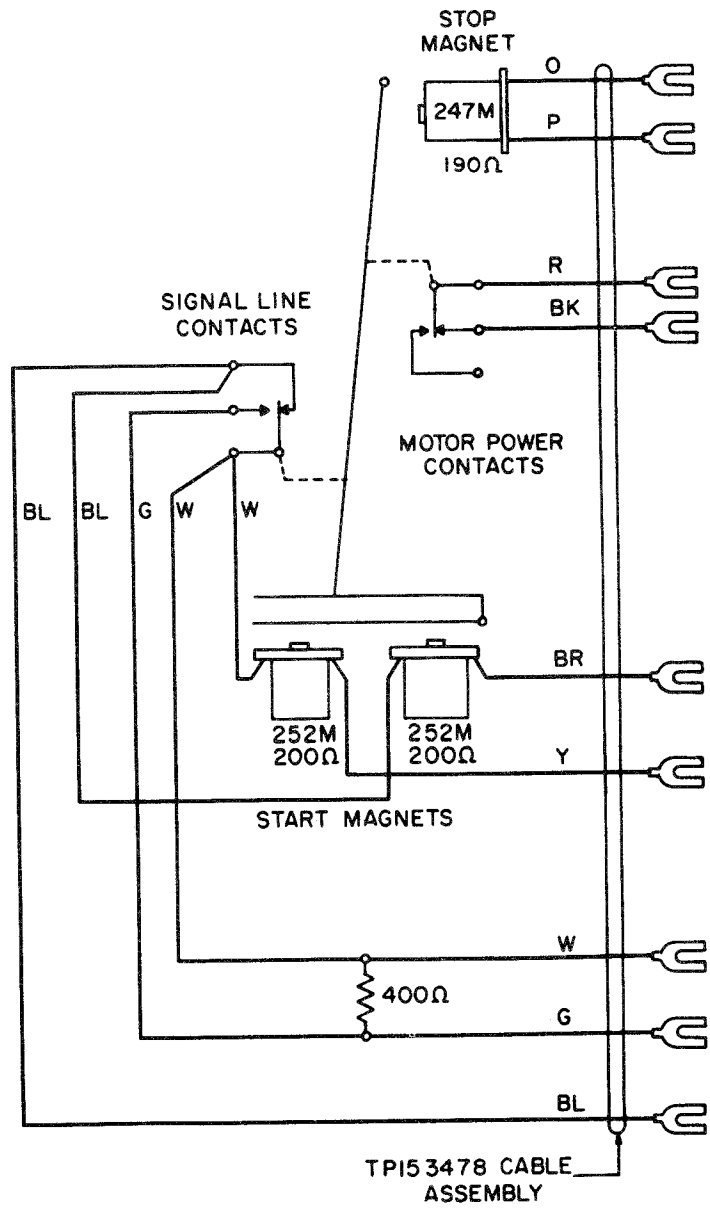 STOP
MAGNET
O
247M
P
190Ω
R
SIGNAL LINE
CONTACTS
BK
MOTOR POWER
CONTACTS
BL BL G W W
BR
252M 252M
200Ω 200Ω
Y
START MAGNETS
W
400Ω
G
BL
TP153478 CABLE
ASSEMBLY